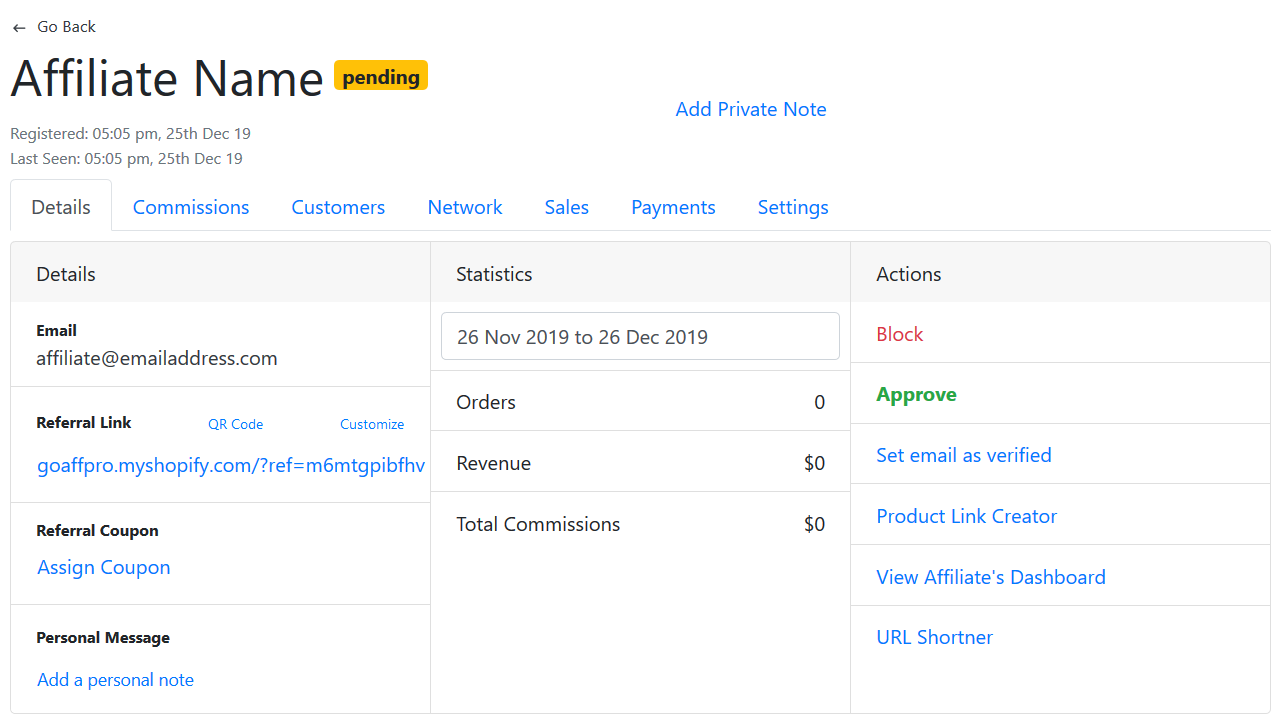 ← Go Back
Affiliate Name pending
Add Private Note
Registered: 05:05 pm, 25th Dec 19
Last Seen: 05:05 pm, 25th Dec 19
Details Commissions Customers Network Sales Payments Settings
Details
Email
affiliate@emailaddress.com
Referral Link QR Code Customize
goaffpro.myshopify.com/?ref=m6mtgpibfhv
Referral Coupon
Assign Coupon
Personal Message
Add a personal note
Statistics
26 Nov 2019 to 26 Dec 2019
Orders 0
Revenue $0
Total Commissions $0
Actions
Block
Approve
Set email as verified
Product Link Creator
View Affiliate's Dashboard
URL Shortner